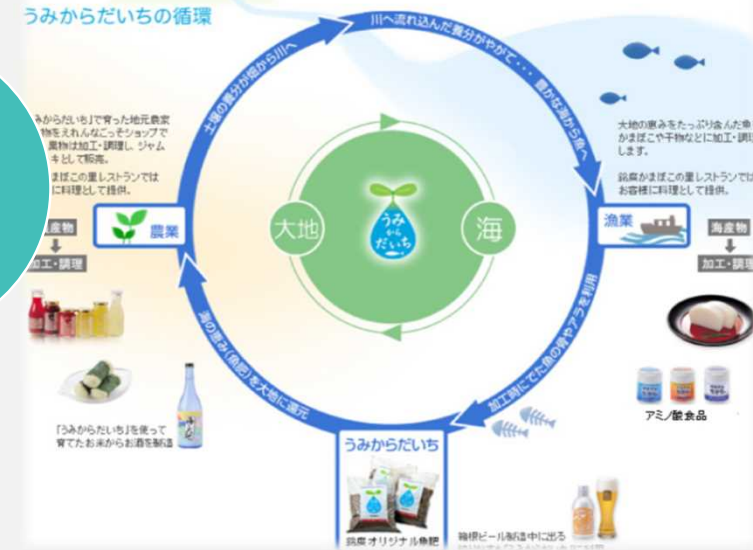 うみからだいちの循環
土壌の養分が畑から川へ
川へ流れ込んだ養分がやがて・・・豊かな海から魚へ
みからだいち」で育った地元農家
物をえれんなごっそショップで
農物は加工・調理し、ジャム
キとして販売。
まぼこの里レストランでは
に料理として提供。
大地の恵みをたっぷり含んだ魚
かまぼこや干物などに加工・調理
します。
鈴廣かまぼこの里レストランでは
お客様に料理として提供。
農業
大地
うみ
から
だいち
海
漁業
産物
加工・調理
海産物
加工・調理
海の恵み(魚肥)を大地に還元
加工時にでた魚の骨やアラを利用
アミノ酸食品
「うみからだいち」を使って
育てたお米からお酒を製造
うみからだいち
鈴廣オリジナル魚肥
箱根ビール製造中に出る